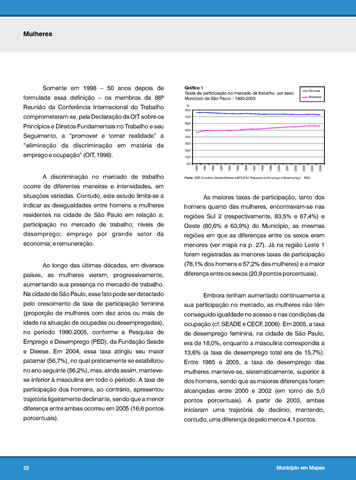 Mulheres
Somente em 1998 – 50 anos depois de
formulada essa definição – os membros da 86ª
Reunião da Conferência Internacional do Trabalho
comprometeram-se, pela Declaração da OIT sobre os
Princípios e Direitos Fundamentais no Trabalho e seu
Seguimento, a "promover e tornar realidade" a
"eliminação da discriminação em matéria de
emprego e ocupação" (OIT, 1998).
A discriminação no mercado de trabalho
ocorre de diferentes maneiras e intensidades, em
situações variadas. Contudo, este estudo limita-se a
indicar as desigualdades entre homens e mulheres
residentes na cidade de São Paulo em relação a:
participação no mercado de trabalho; níveis de
desemprego; emprego por grande setor da
economia; e remuneração.
Ao longo das últimas décadas, em diversos
países, as mulheres vieram, progressivamente,
aumentando sua presença no mercado de trabalho.
Na cidade de São Paulo, esse fato pode ser detectado
pelo crescimento da taxa de participação feminina
(proporção de mulheres com dez anos ou mais de
idade na situação de ocupadas ou desempregadas),
no período 1990-2005, conforme a Pesquisa de
Emprego e Desemprego (PED), da Fundação Seade
e Dieese. Em 2004, essa taxa atingiu seu maior
patamar (56,7%), no qual praticamente se estabilizou
no ano seguinte (56,2%), mas, ainda assim, manteve-
se inferior à masculina em todo o período. A taxa de
participação dos homens, ao contrário, apresentou
trajetória ligeiramente declinante, sendo que a menor
diferença entre ambas ocorreu em 2005 (16,6 pontos
porcentuais).
Gráfico 1
Taxas de participação no mercado de trabalho, por sexo
Município de São Paulo – 1990-2005
Homens
Mulheres
As maiores taxas de participação, tanto dos
homens quanto das mulheres, encontravam-se nas
regiões Sul 2 (respectivamente, 83,5% e 67,4%) e
Oeste (80,6% e 63,9%) do Município, as mesmas
regiões em que as diferenças entre os sexos eram
menores (ver mapa na p. 27). Já na região Leste 1
foram registradas as menores taxas de participação
(78,1% dos homens e 57,2% das mulheres) e a maior
diferença entre os sexos (20,9 pontos porcentuais).
Embora tenham aumentado continuamente a
sua participação no mercado, as mulheres não têm
conseguido igualdade no acesso e nas condições da
ocupação (cf. SEADE e CECF, 2006). Em 2005, a taxa
de desemprego feminina, na cidade de São Paulo,
era de 18,0%, enquanto a masculina correspondia a
13,6% (a taxa de desemprego total era de 15,7%).
Entre 1985 e 2005, a taxa de desemprego das
mulheres manteve-se, sistematicamente, superior à
dos homens, sendo que as maiores diferenças foram
alcançadas entre 2000 e 2002 (em torno de 5,0
pontos porcentuais). A partir de 2003, ambas
iniciaram uma trajetória de declínio, mantendo,
contudo, uma diferença de pelo menos 4,1 pontos.
22
Município em Mapas